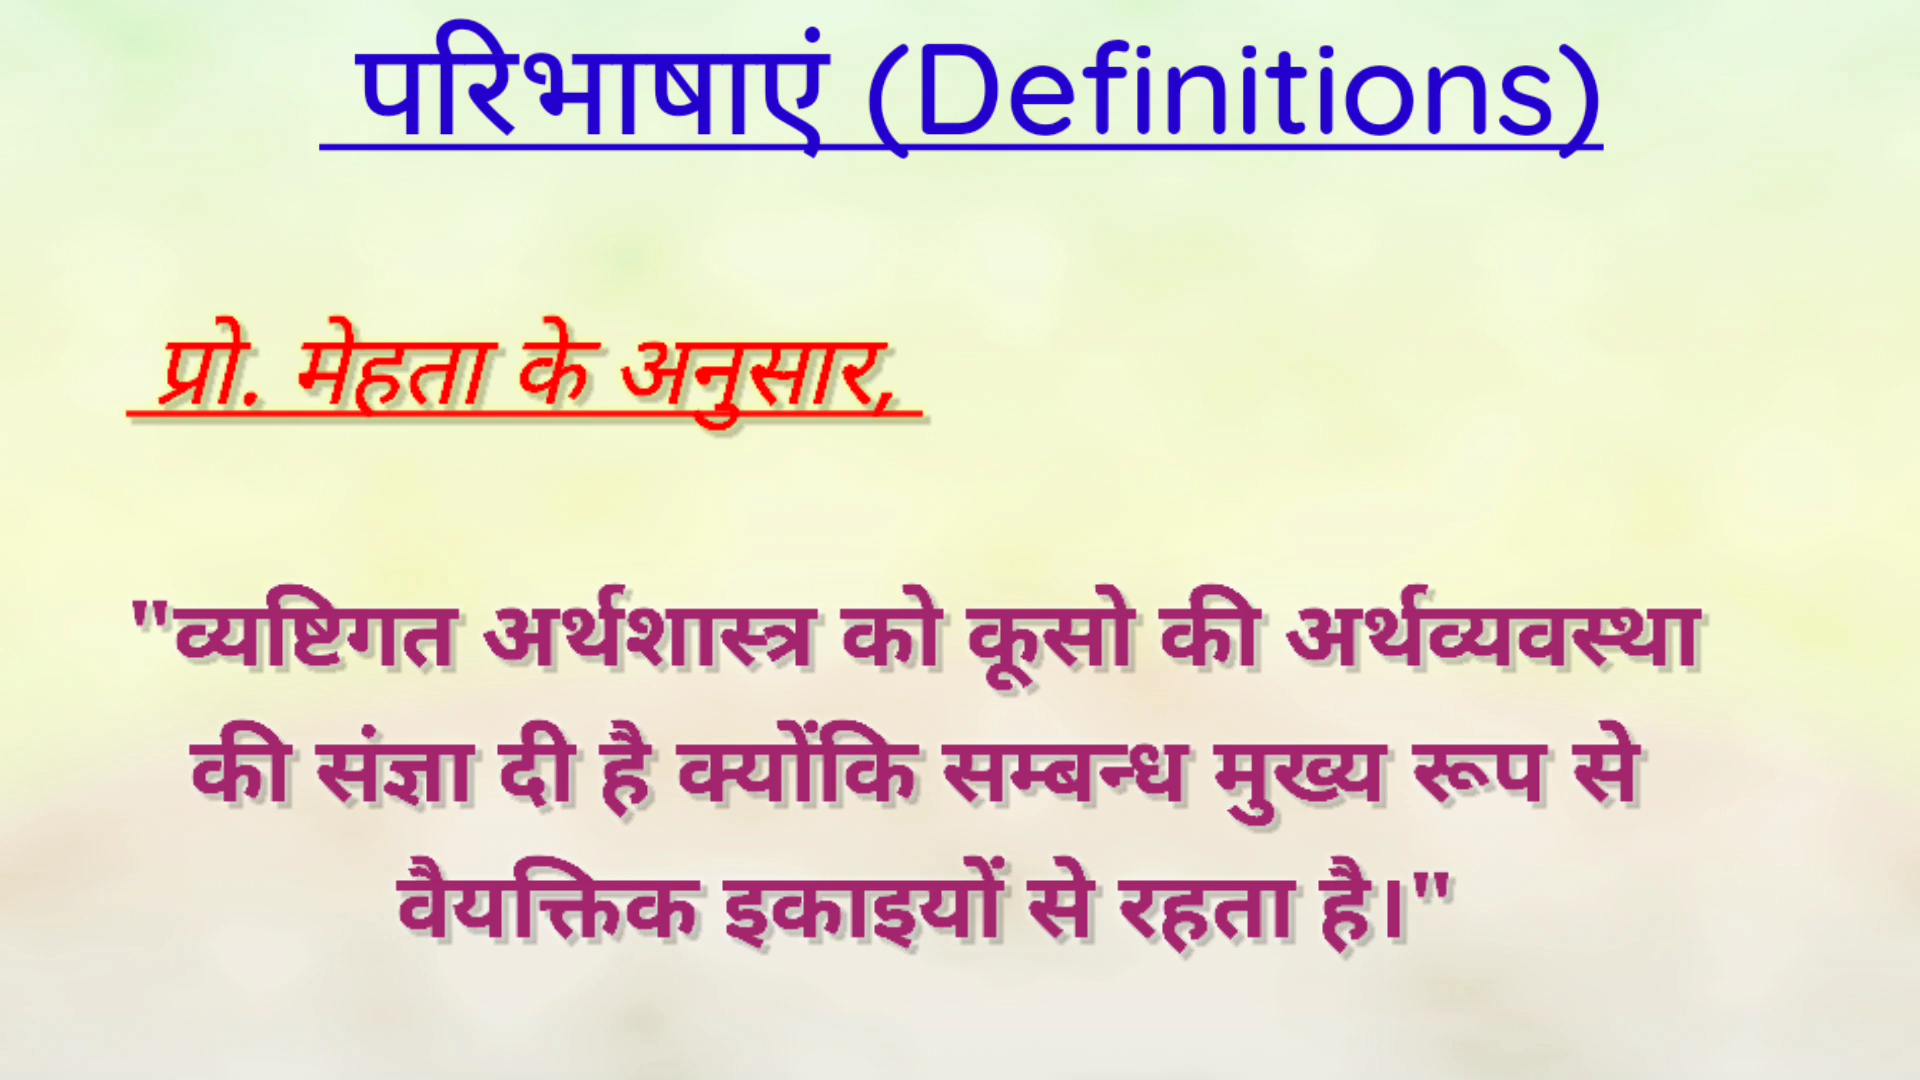 परिभाषाएं (Definitions)
प्रो. मेहता के अनुसार,
"व्यष्टिगत अर्थशास्त्र को कूसो की अर्थव्यवस्था
की संज्ञा दी है क्योंकि सम्बन्ध मुख्य रूप से
वैयक्तिक इकाइयों से रहता है।"